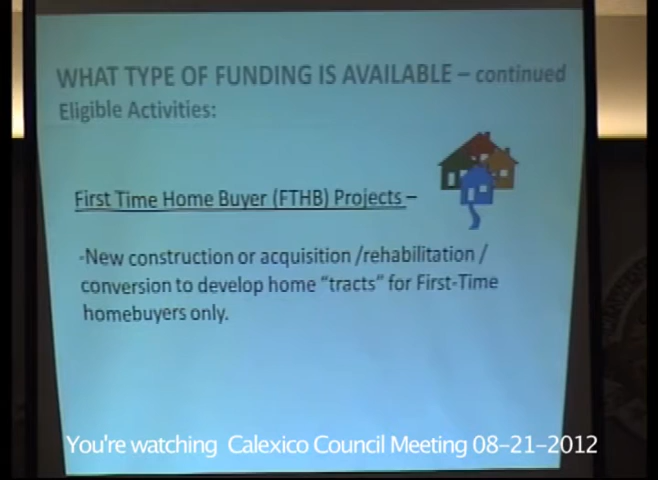 WHAT TYPE OF FUNDING IS AVAILABLE – continued
Eligible Activities:
First Time Home Buyer (FTHB) Projects –
-New construction or acquisition /rehabilitation /
conversion to develop home “tracts” for First-Time
homebuyers only.
You're watching Calexico Council Meeting 08-21-2012